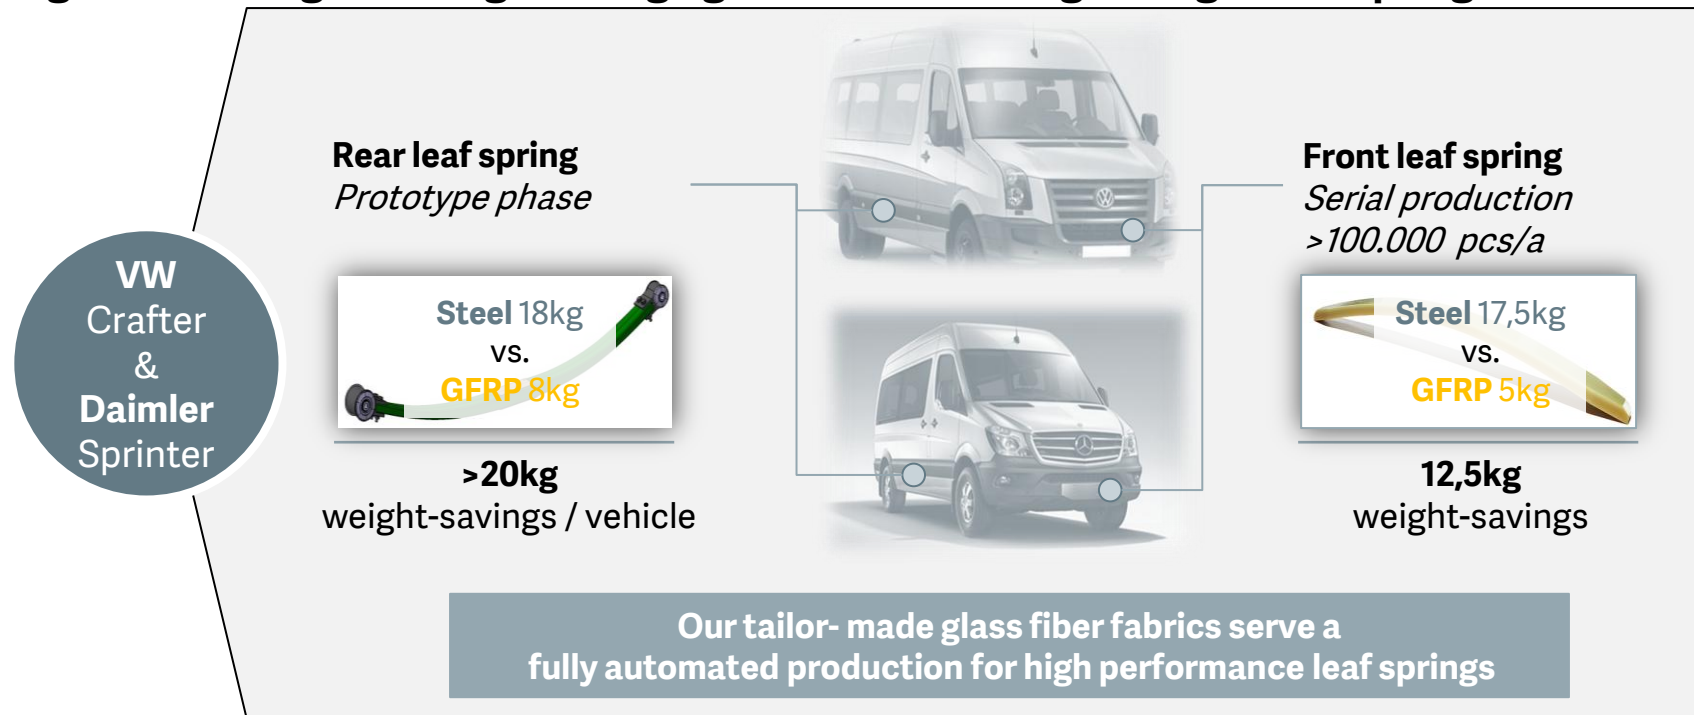 VW
Crafter
&
Daimler
Sprinter
Rear leaf spring
Prototype phase
Steel 18kg
vs.
GFRP 8kg
>20kg
weight-savings / vehicle
Front leaf spring
Serial production
>100.000 pcs/a
Steel 17,5kg
vs.
GFRP 5kg
12,5kg
weight-savings
Our tailor- made glass fiber fabrics serve a
fully automated production for high performance leaf springs